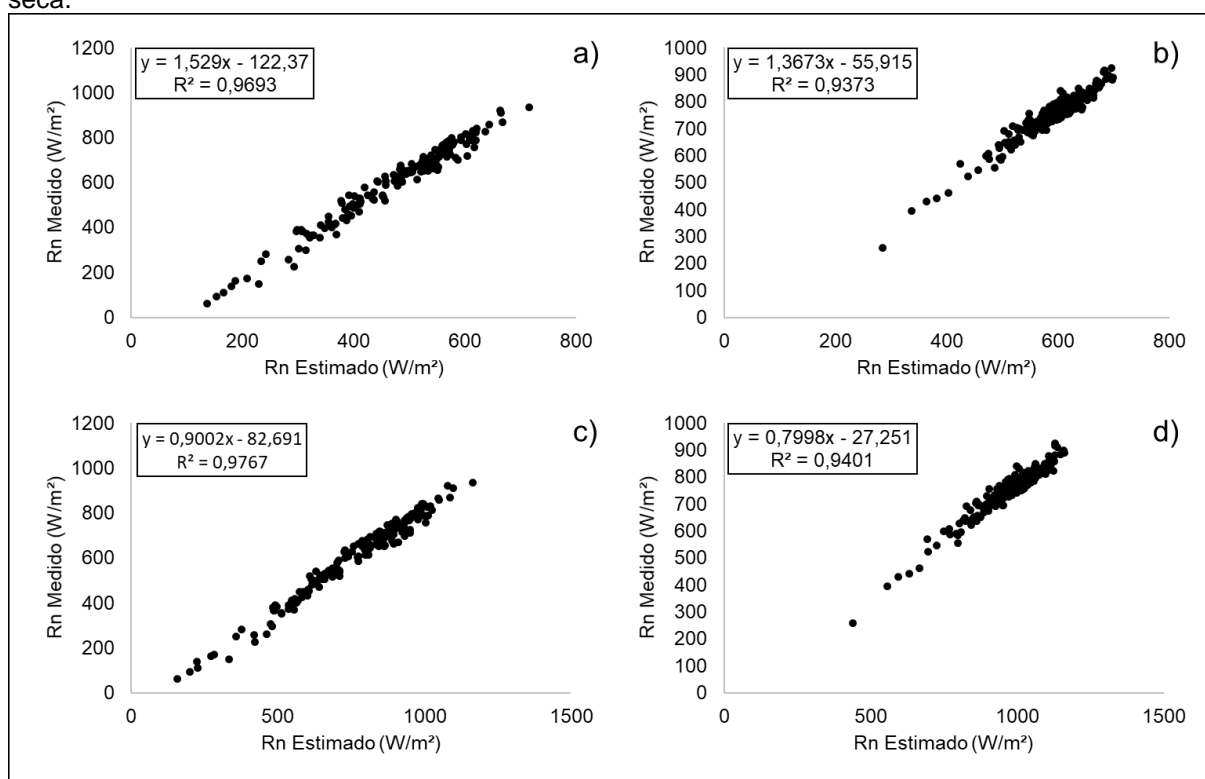 seca.
a)
y = 1,529x - 122,37
R² = 0,9693
1200
1000
800
600
400
200
0
Rn Medido (W/m²)
0 200 400 600 800
Rn Estimado (W/m²)
b)
y = 1,3673x - 55,915
R² = 0,9373
1000
900
800
700
600
500
400
300
200
100
0
Rn Medido (W/m²)
0 200 400 600 800
Rn Estimado (W/m²)
c)
y = 0,9002x - 82,691
R² = 0,9767
1200
1000
800
600
400
200
0
Rn Medido (W/m²)
0 500 1000 1500
Rn Estimado (W/m²)
d)
y = 0,7998x - 27,251
R² = 0,9401
1000
900
800
700
600
500
400
300
200
100
0
Rn Medido (W/m²)
0 500 1000 1500
Rn Estimado (W/m²)